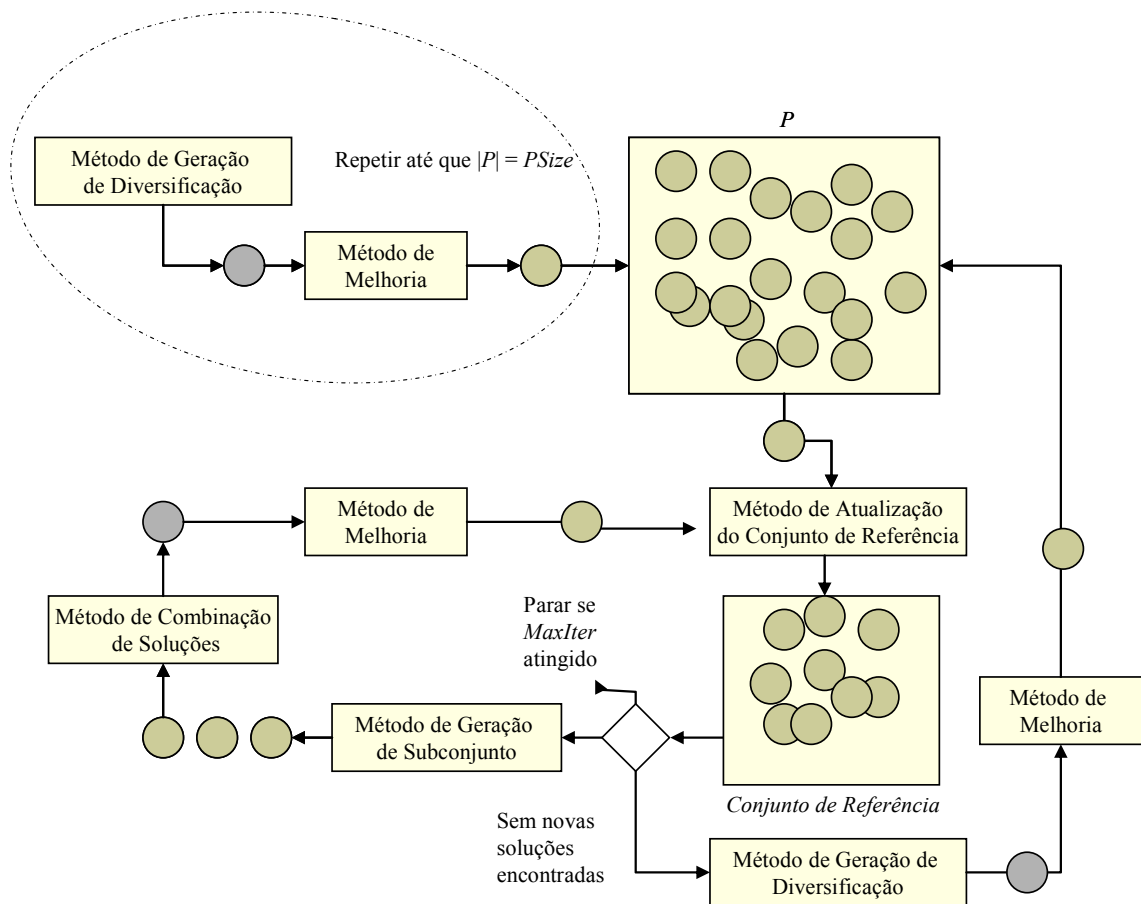 P
Método de Geração
de Diversificação
Repetir até que |P| = PSize
Método de
Melhoria
Método de
Melhoria
Método de Atualização
do Conjunto de Referência
Método de Combinação
de Soluções
Parar se
MaxIter
atingido
Método de Geração
de Subconjunto
Método de
Melhoria
Conjunto de Referência
Sem novas
soluções
encontradas
Método de Geração de
Diversificação